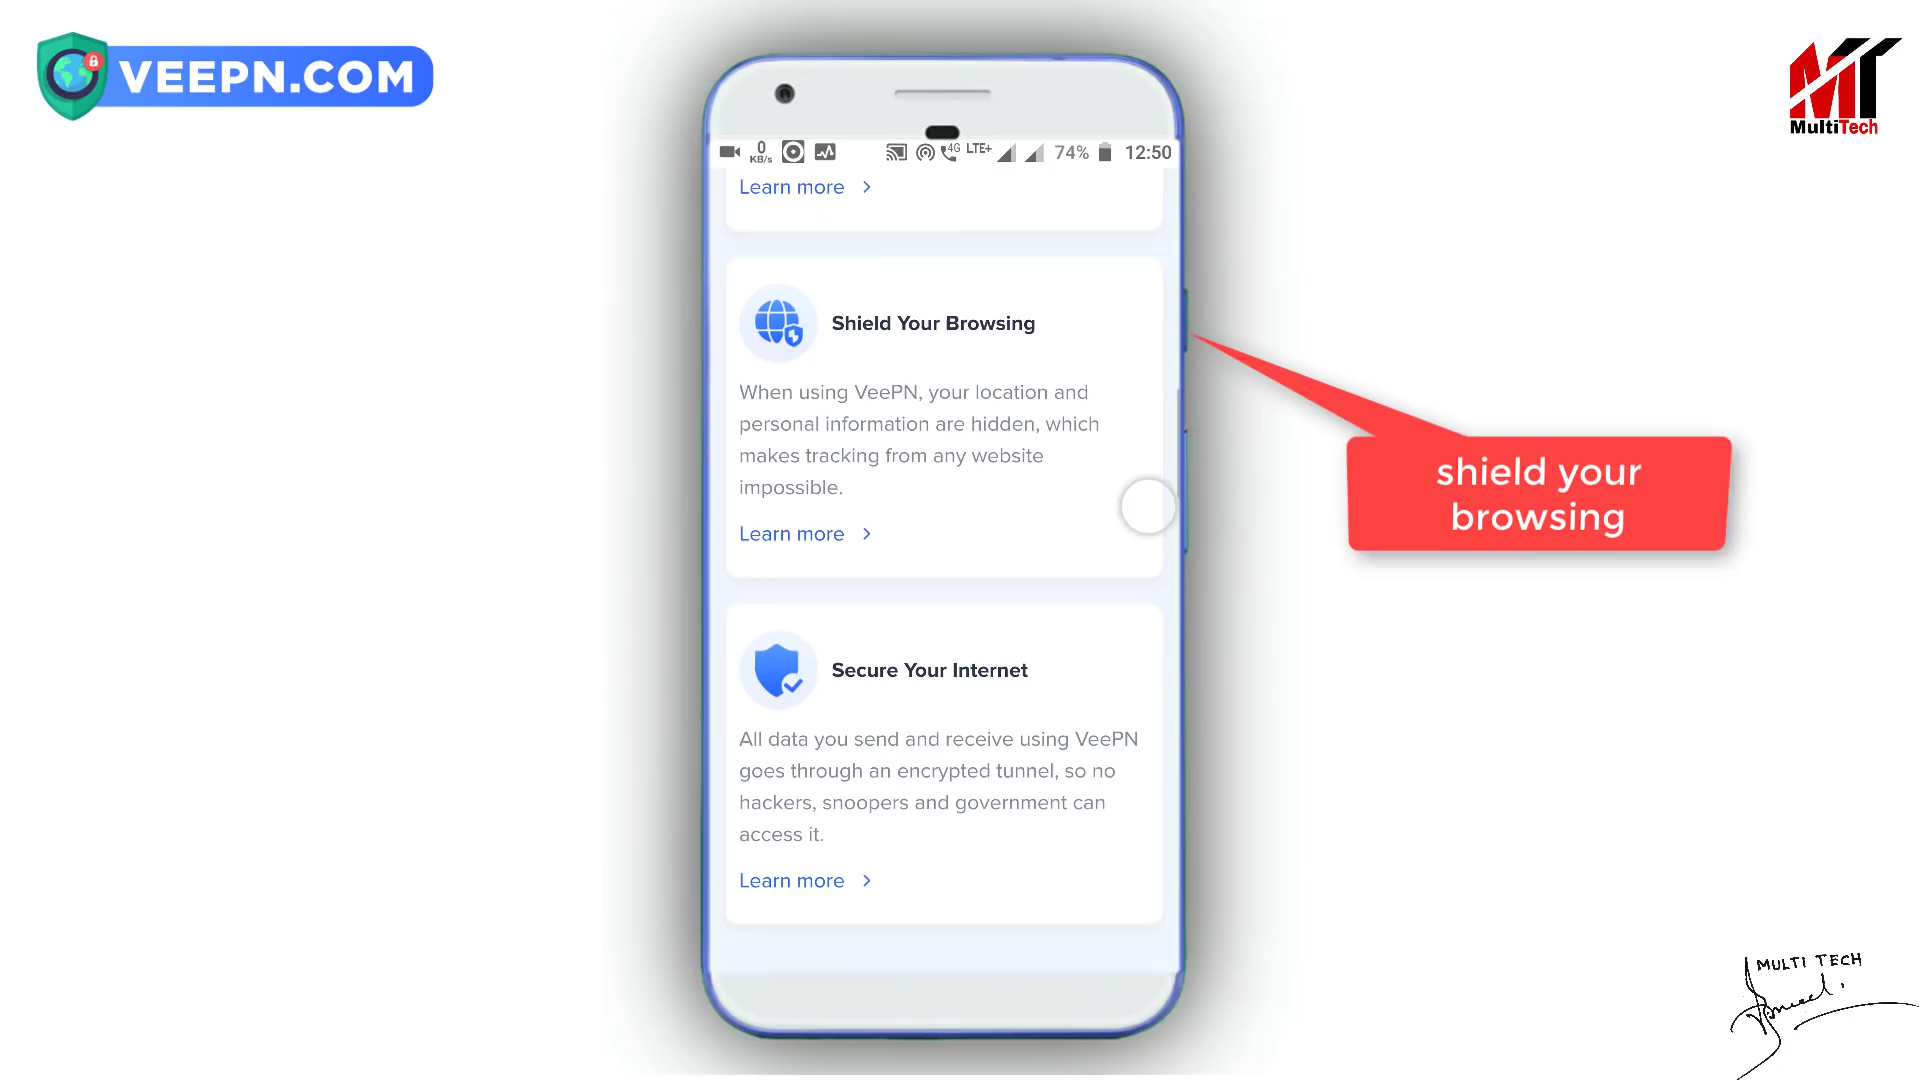 VEEPN.COM
MultiTech
0
KB/s
4G
LTE+
74%
12:50
Learn more
Shield Your Browsing
When using VeePN, your location and
personal information are hidden, which
makes tracking from any website
impossible.
Learn more
shield your
browsing
Secure Your Internet
All data you send and receive using VeePN
goes through an encrypted tunnel, so no
hackers, snoopers and government can
access it.
Learn more
MULTI TECH